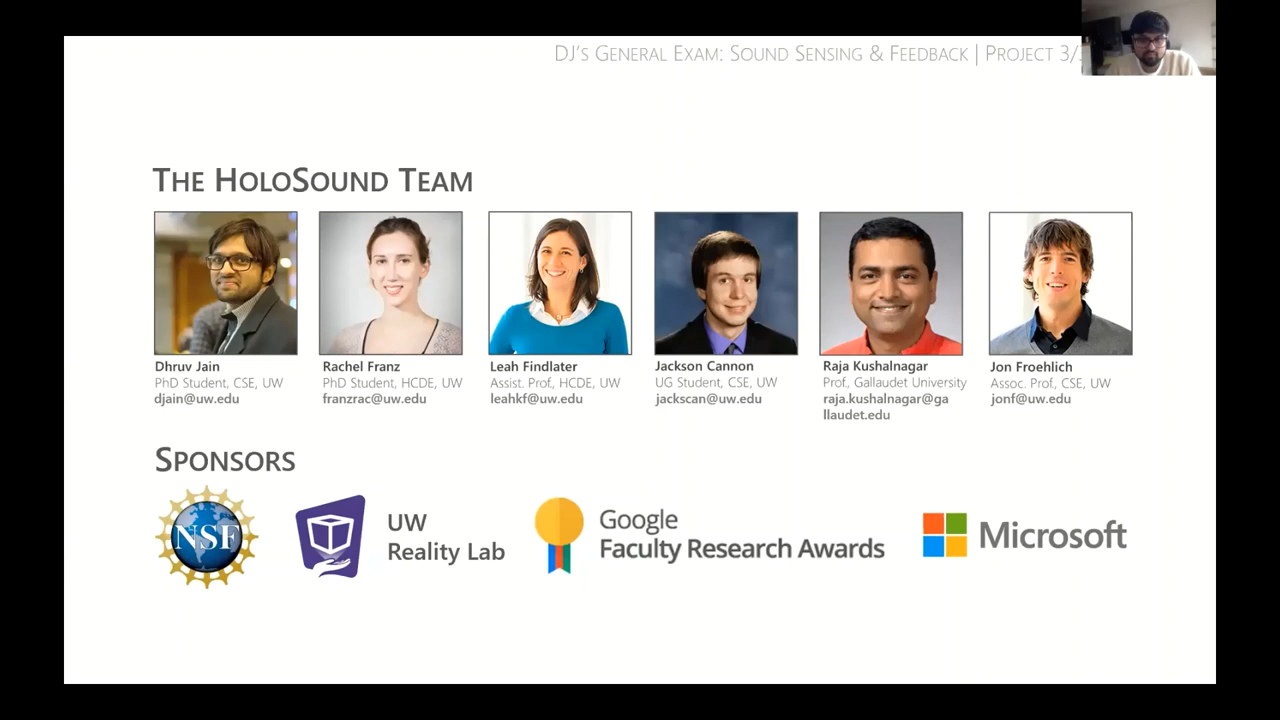 DJ'S GENERAL EXAM: SOUND SENSING & FEEDBACK | PROJECT 3/
THE HOLOSOUND TEAM
Dhruv Jain
PhD Student, CSE, UW
djain@uw.edu
Rachel Franz
PhD Student, HCDE, UW
franzrac@uw.edu
Leah Findlater
Assist. Prof, HCDE, UW
leahkf@uw.edu
Jackson Cannon
UG Student, CSE, UW
jackscan@uw.edu
Raja Kushalnagar
Prof, Gallaudet University
raja.kushalnagar@ga
llaudet.edu
Jon Froehlich
Assoc. Prof, CSE, UW
jonf@uw.edu
SPONSORS
NSF
UW
Reality Lab
Google
Faculty Research Awards
Microsoft